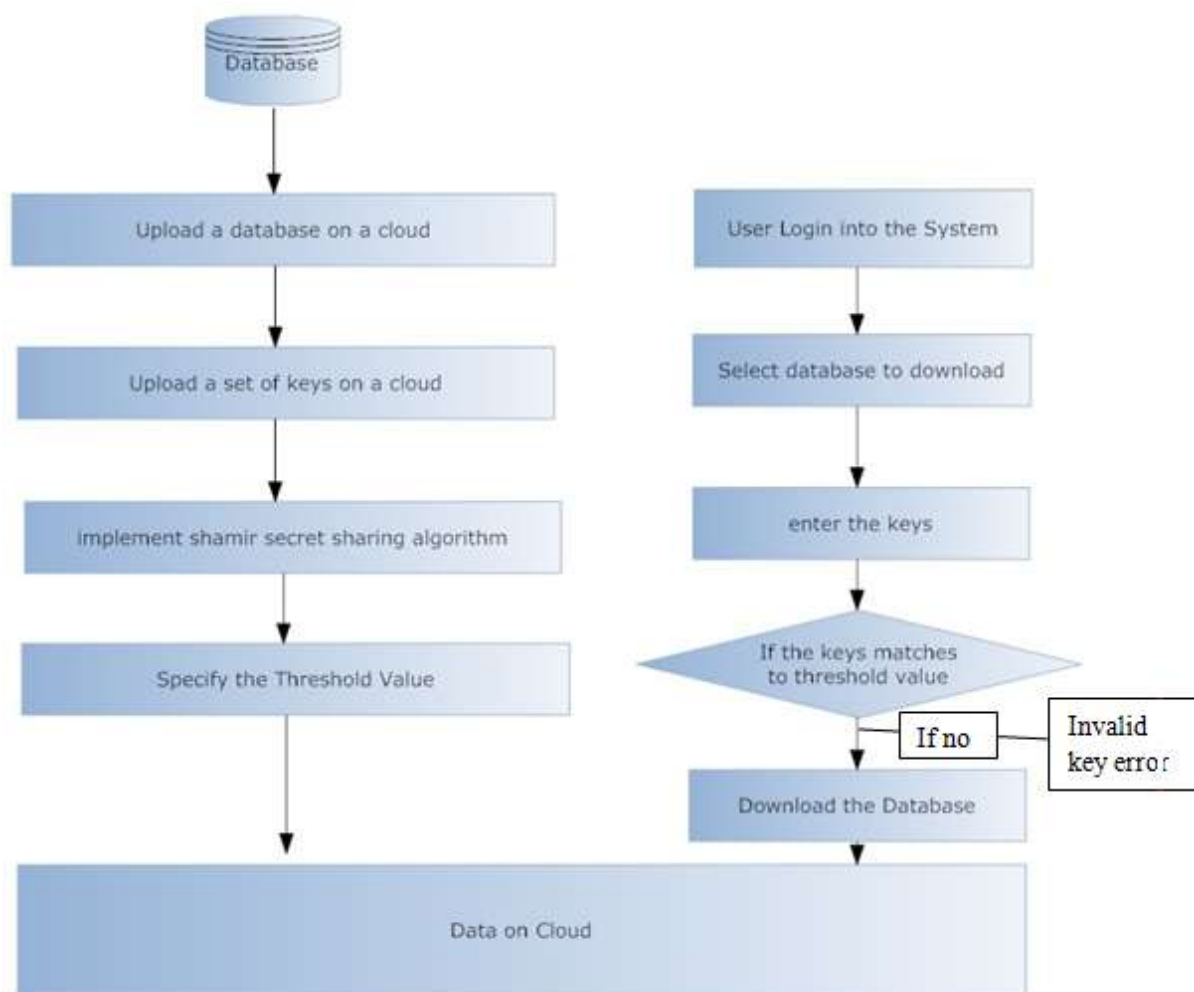 Database
Upload a database on a cloud
Upload a set of keys on a cloud
implement shamir secret sharing algorithm
Specify the Threshold Value
User Login into the System
Select database to download
enter the keys
If the keys matches
to threshold value
If no
Invalid
key error
Download the Database
Data on Cloud